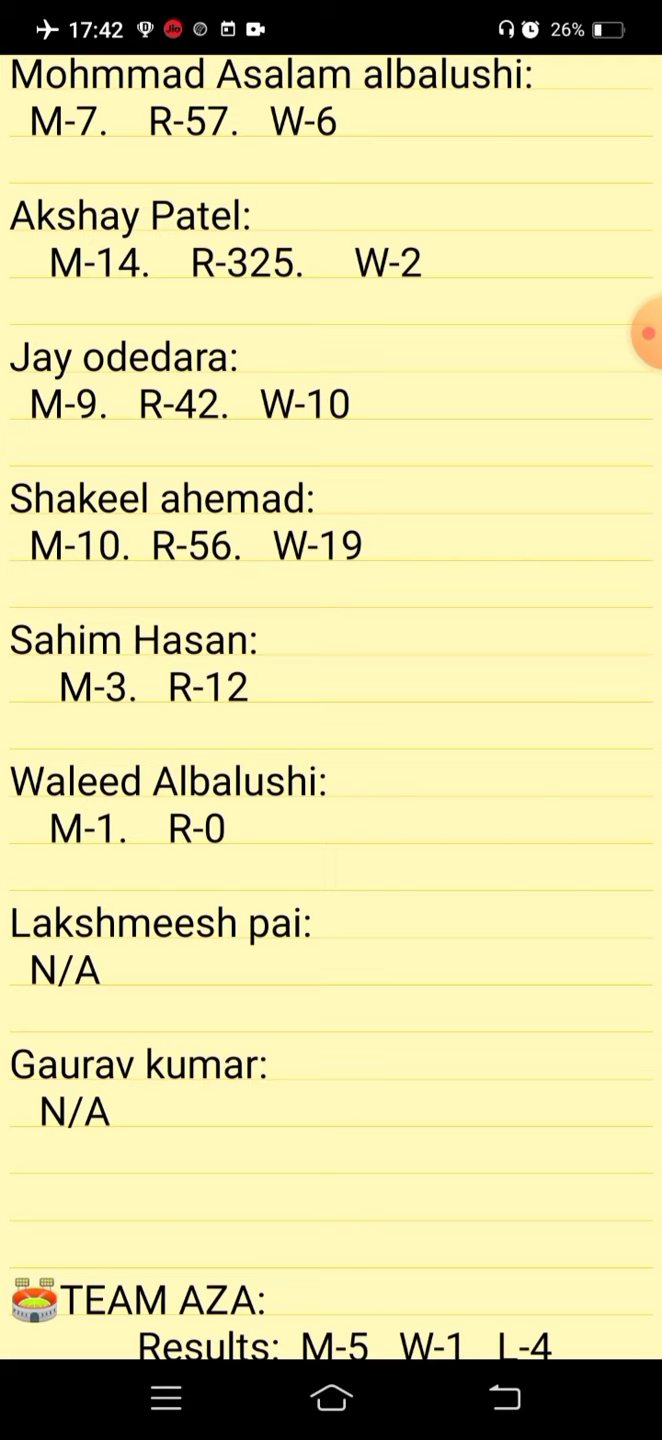 17:42 Jio 26%
Mohmmad Asalam albalushi:
M-7. R-57. W-6
Akshay Patel:
M-14. R-325. W-2
Jay odedara:
M-9. R-42. W-10
Shakeel ahemad:
M-10. R-56. W-19
Sahim Hasan:
M-3. R-12
Waleed Albalushi:
M-1. R-0
Lakshmeesh pai:
N/A
Gaurav kumar:
N/A
TEAM AZA:
Results: M-5 W-1 L-4